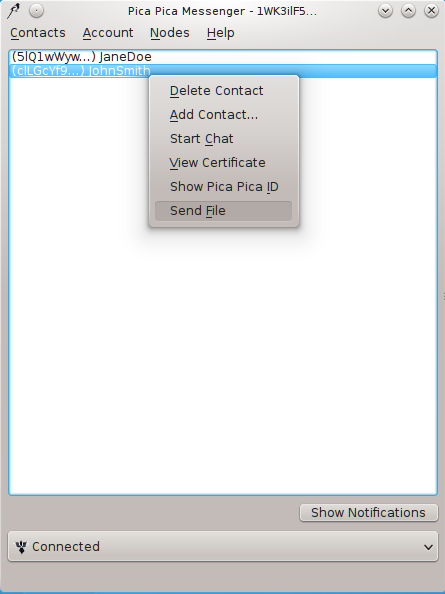 Pica Pica Messenger - 1WK3ilF5...
Contacts Account Nodes Help
(5lQ1wWyw...) JaneDoe
(clLGcYf9...) JohnSmith
Delete Contact
Add Contact...
Start Chat
View Certificate
Show Pica Pica ID
Send File
Show Notifications
Connected